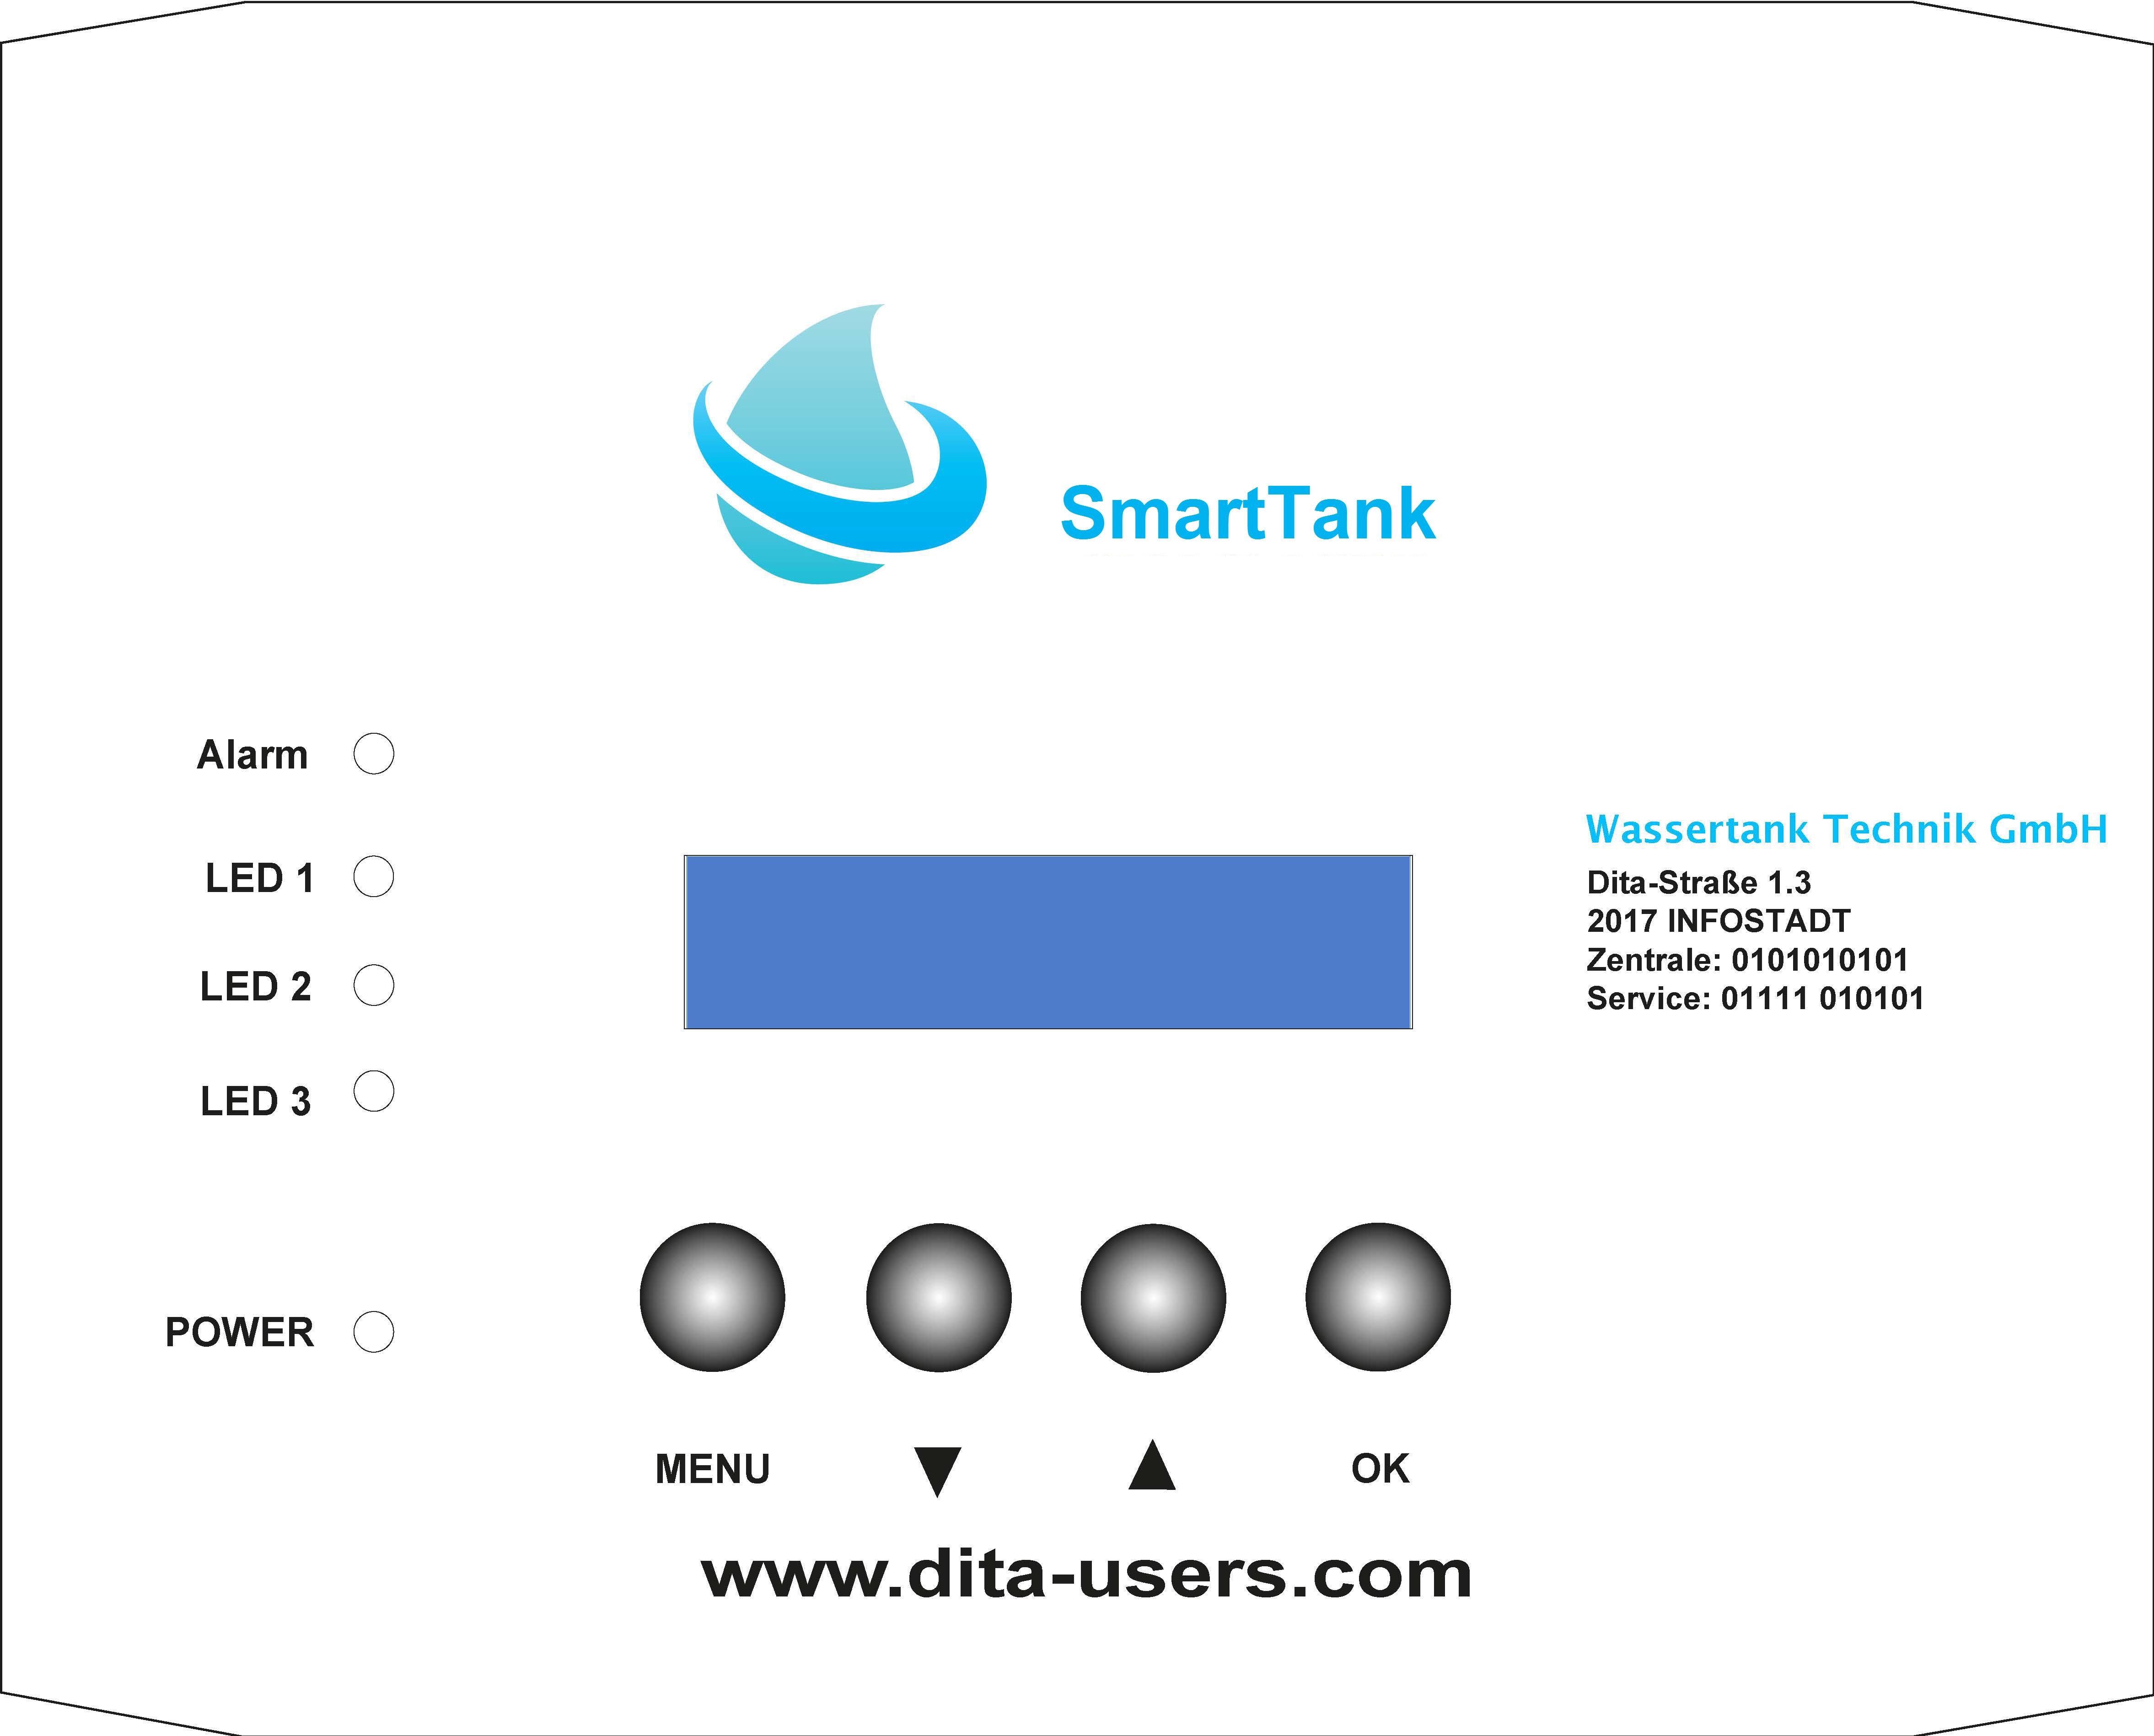 SmartTank
Alarm
LED 1
LED 2
LED 3
POWER
Wassertank Technik GmbH
Dita-Straße 1.3
2017 INFOSTADT
Zentrale: 0101010101
Service: 01111 010101
MENU ▼ ▲ OK
www.dita-users.com